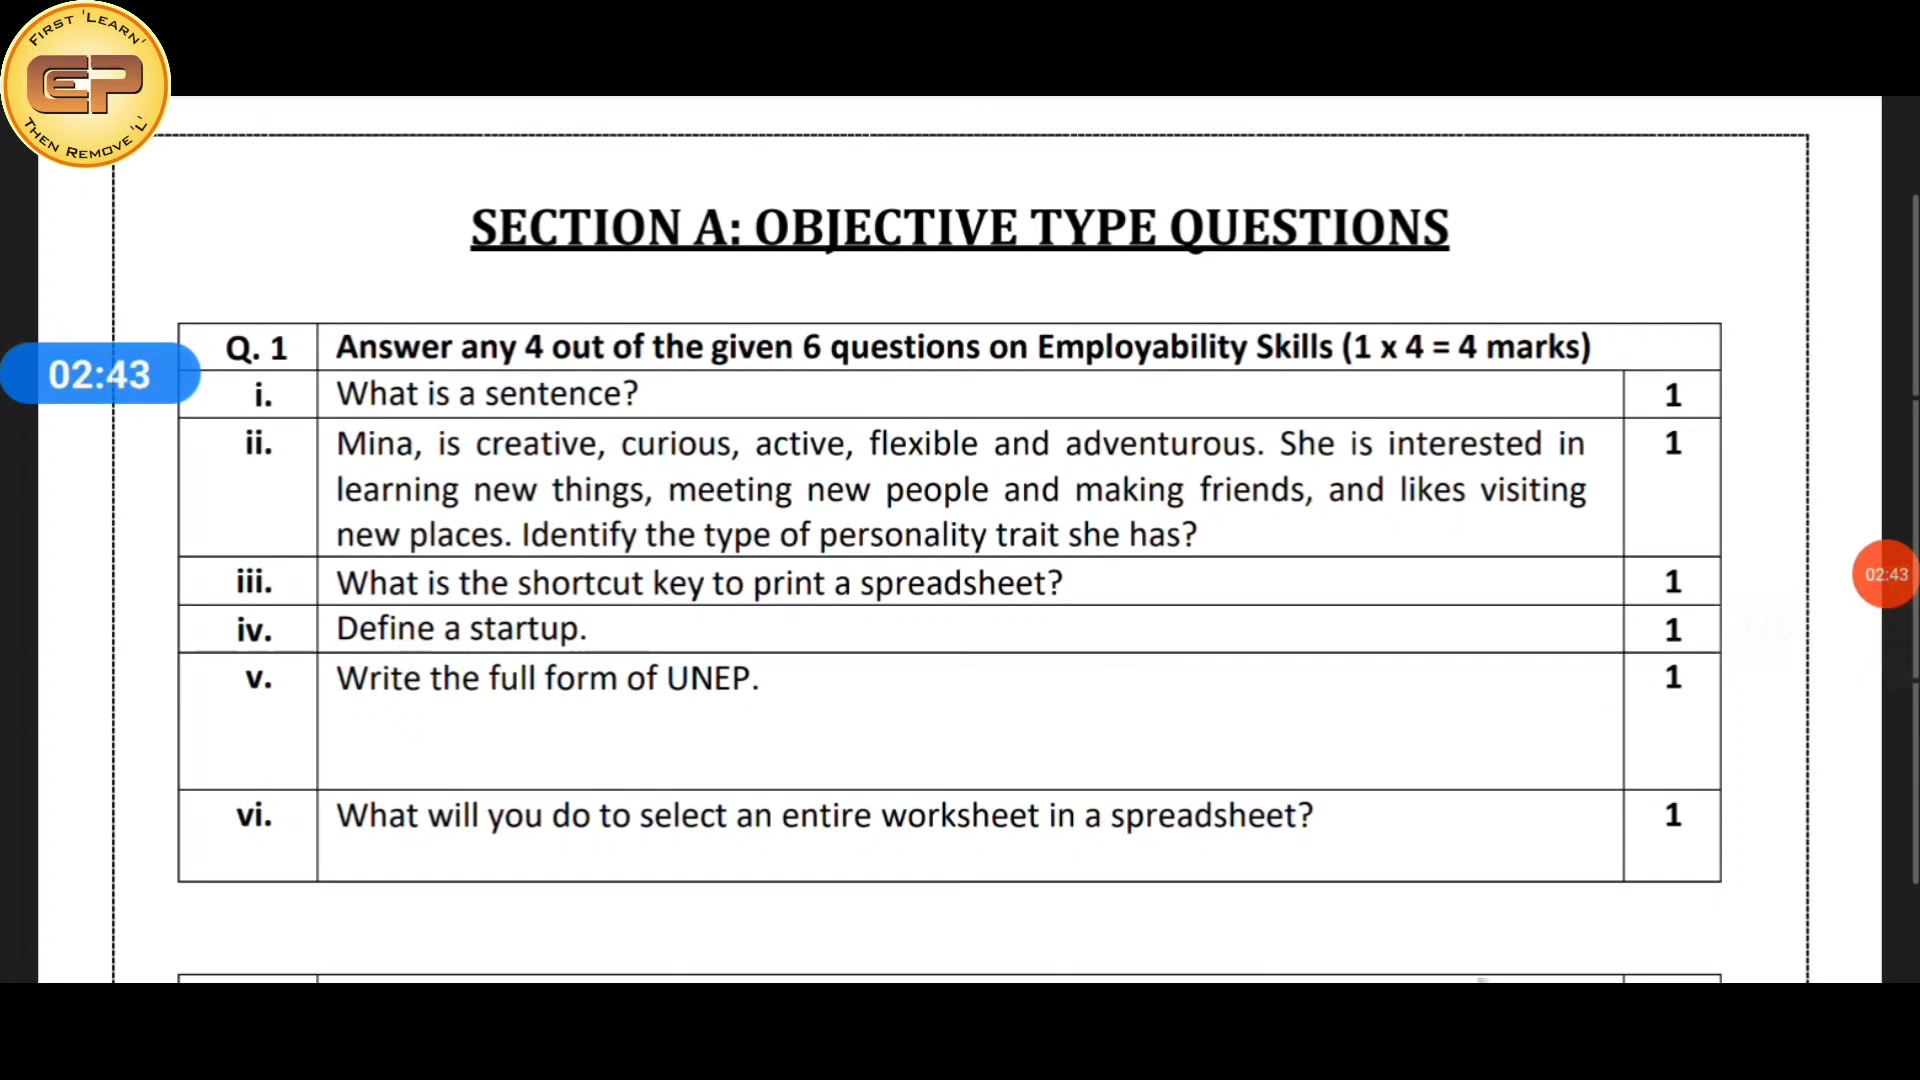 FIRST 'LEARN'
EP
THEN REMOVE 'L'
SECTION A: OBJECTIVE TYPE QUESTIONS
Q. 1 Answer any 4 out of the given 6 questions on Employability Skills (1 x 4 = 4 marks)
02:43
i. What is a sentence? 1
ii. Mina, is creative, curious, active, flexible and adventurous. She is interested in 1
learning new things, meeting new people and making friends, and likes visiting
new places. Identify the type of personality trait she has?
iii. What is the shortcut key to print a spreadsheet? 1
02:43
iv. Define a startup. 1
v. Write the full form of UNEP. 1
vi. What will you do to select an entire worksheet in a spreadsheet? 1